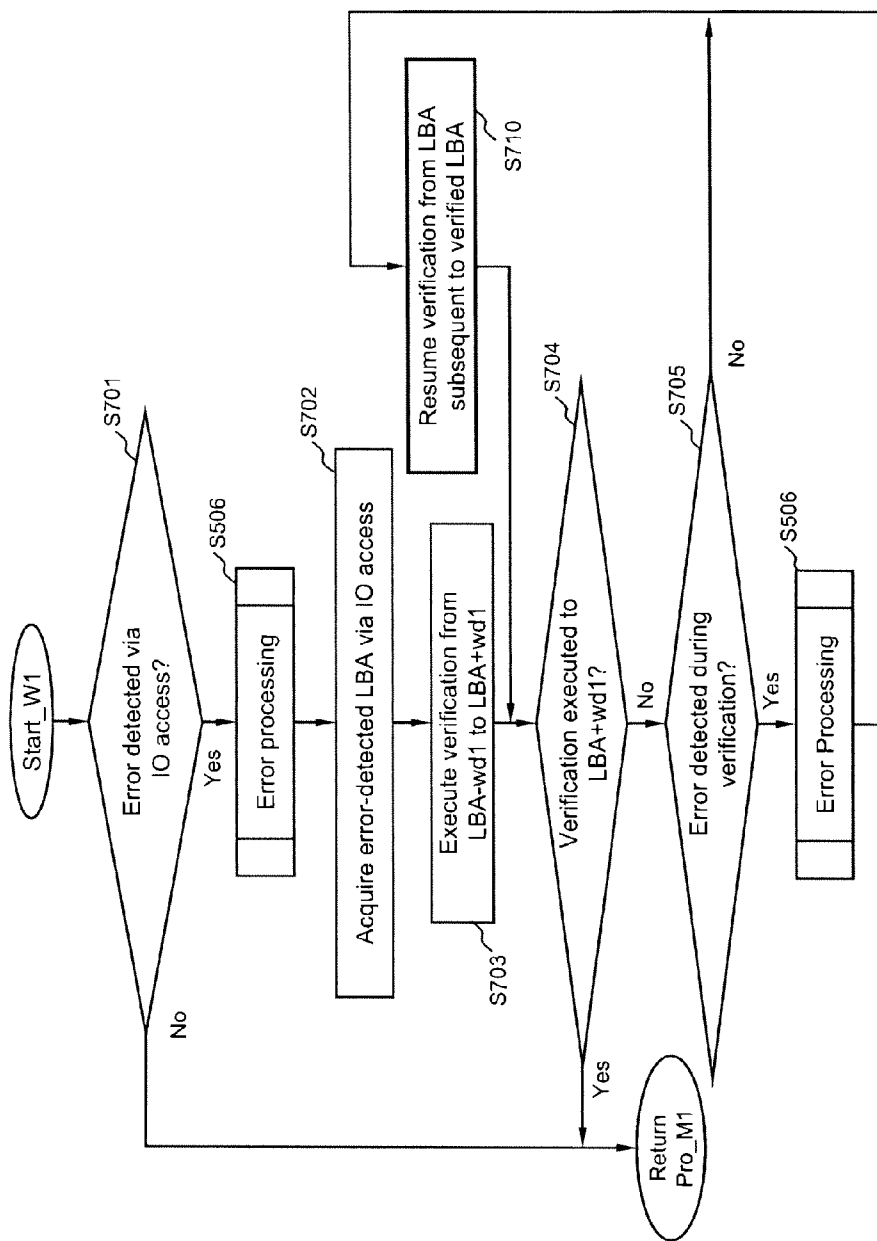 Start_W1
S701
Error detected via
IO access?
No
Yes
S506
Error processing
S702
Acquire error-detected LBA via IO access
S703
Execute verification from
LBA-wd1 to LBA+wd1
S710
Resume verification from LBA
subsequent to verified LBA
S704
Verification executed to
LBA+wd1?
Yes
No
S705
Error detected during
verification?
No
Yes
S506
Error Processing
Return
Pro_M1